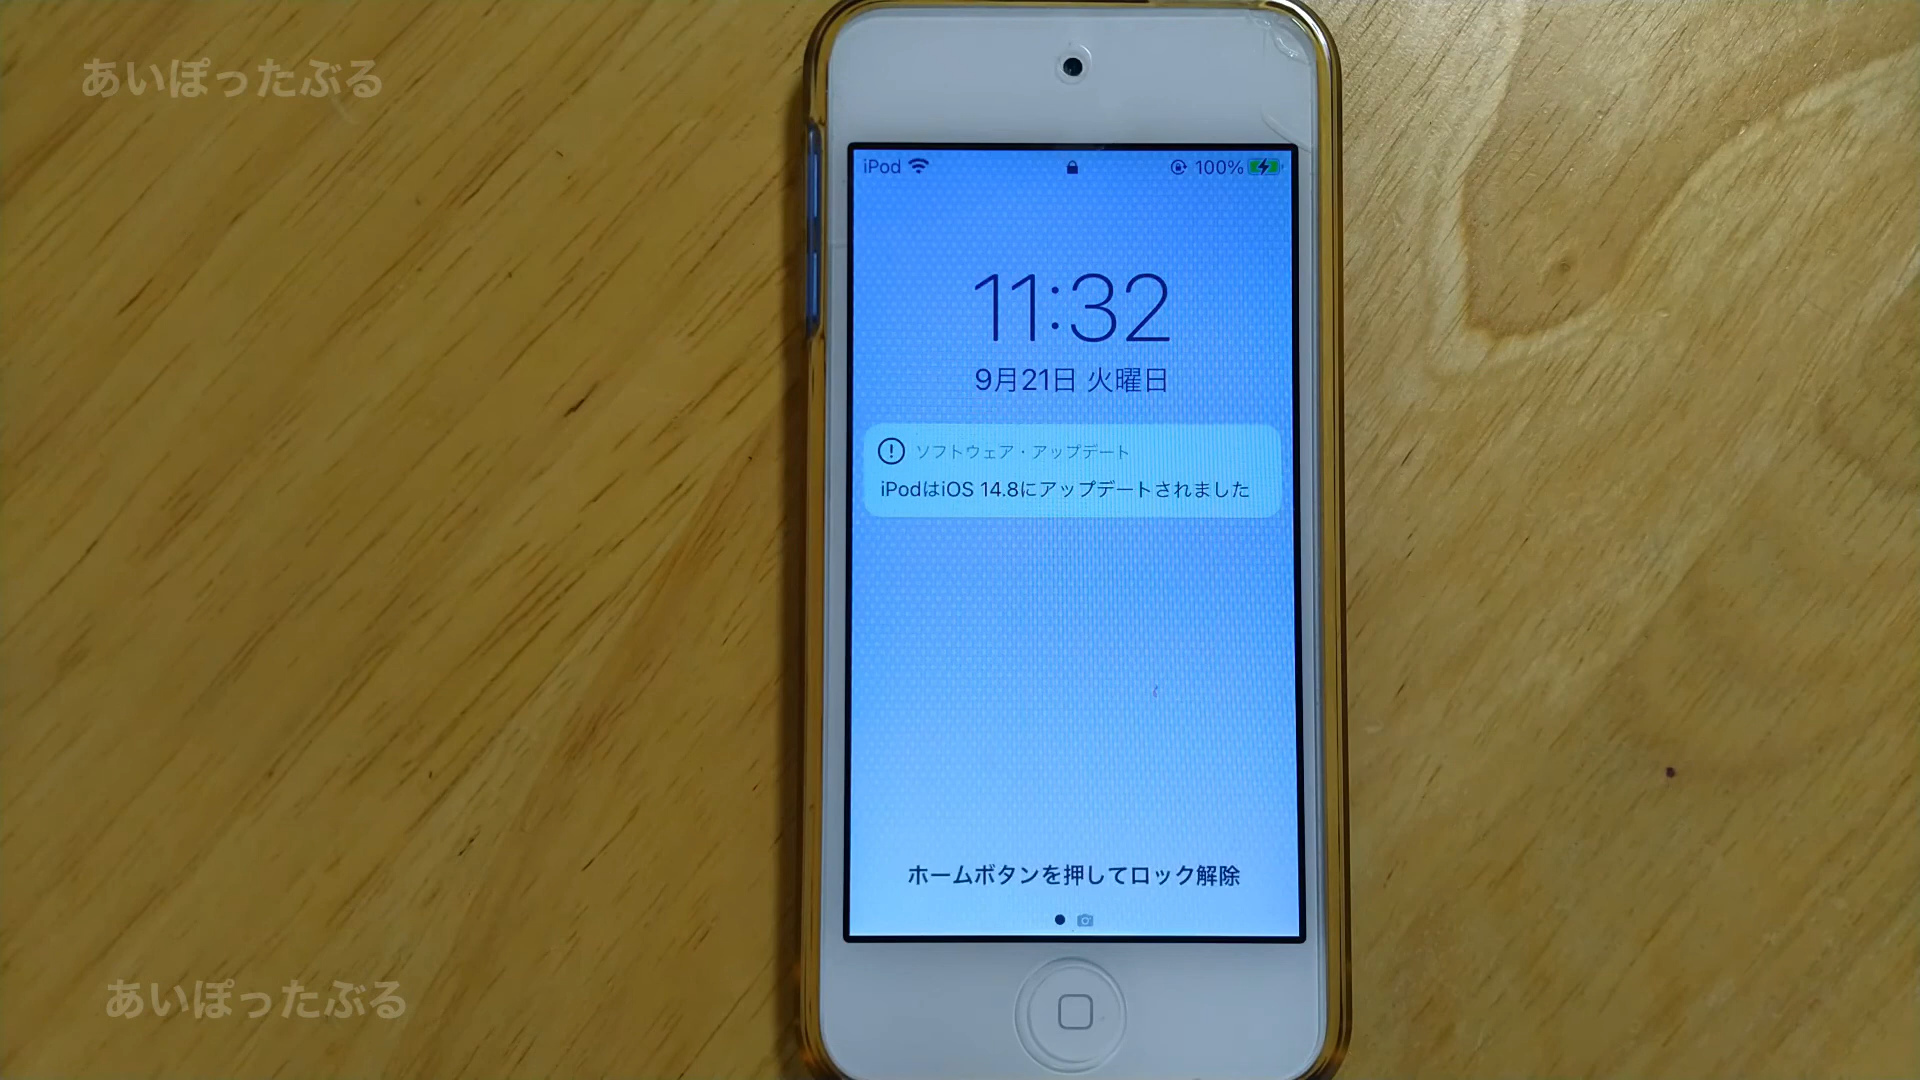 あいぽったぶる
iPod 100%
11:32
9月21日 火曜日
ソフトウェア・アップデート
iPodはiOS 14.8にアップデートされました
ホームボタンを押してロック解除
あいぽったぶる